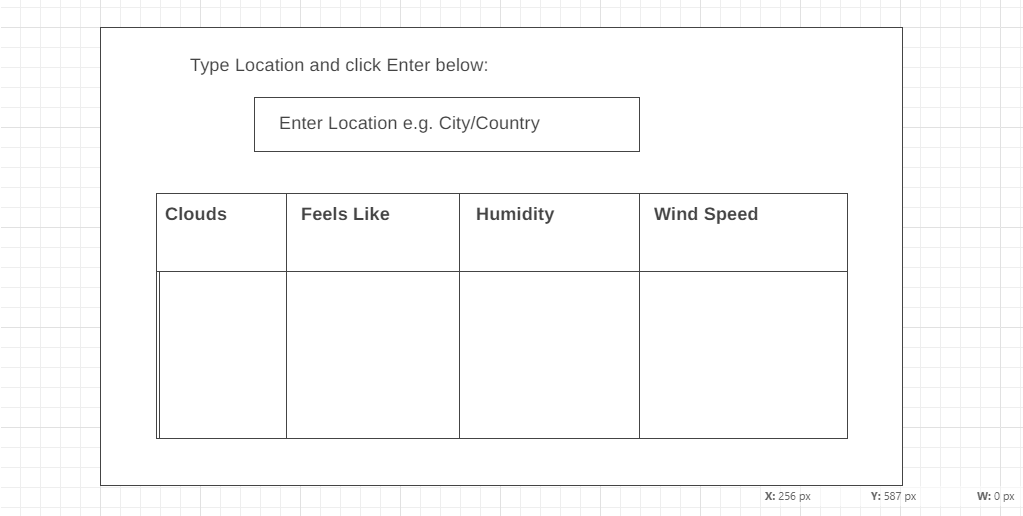 Type Location and click Enter below:
Enter Location e.g. City/Country
Clouds Feels Like Humidity Wind Speed
X: 256 px Y: 587 px W: 0 px